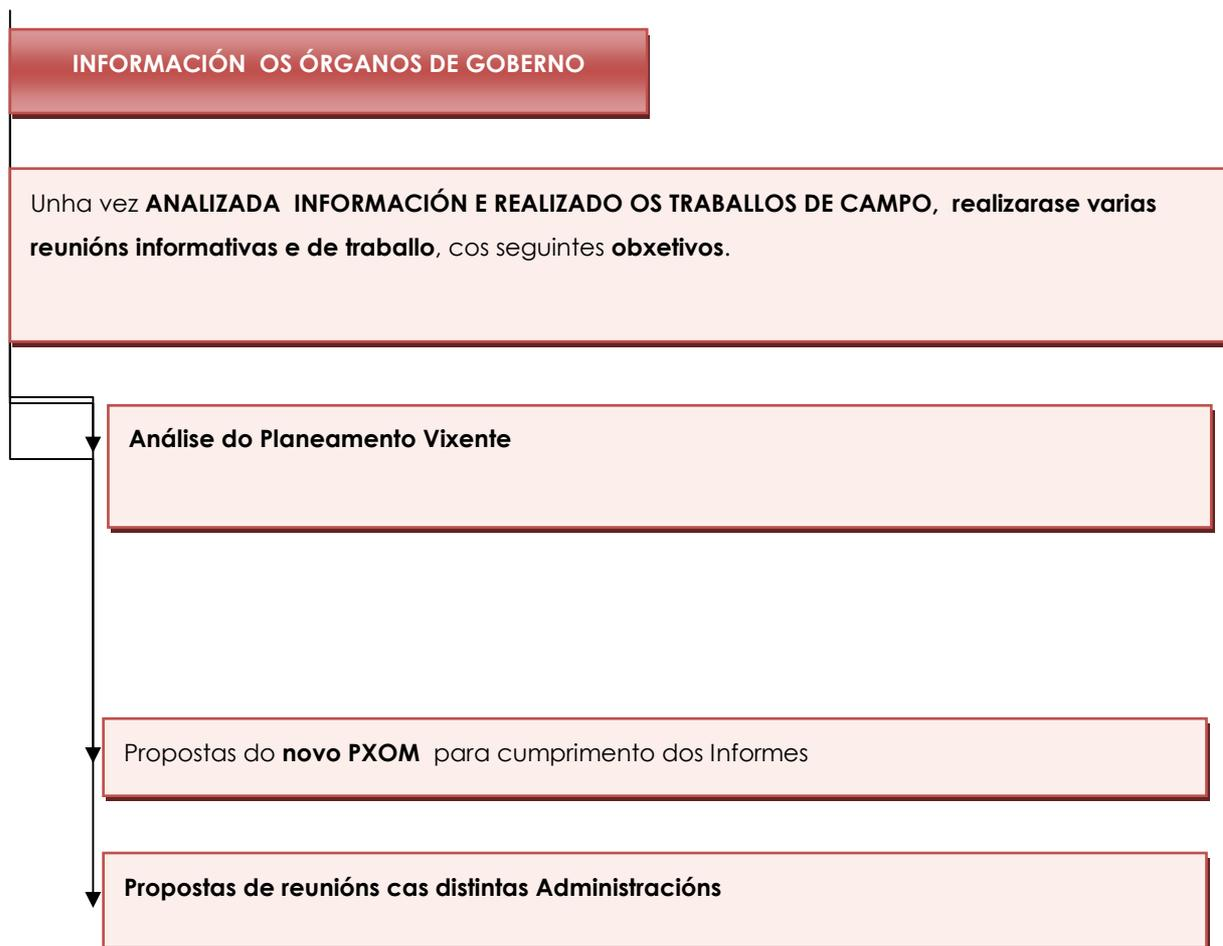 INFORMACIÓN  OS ÓRGANOS DE GOBERNO
Unha vez ANALIZADA  INFORMACIÓN E REALIZADO OS TRABALLOS DE CAMPO,  realizarase varias
reunións informativas e de traballo, cos seguintes obxetivos.
Análise do Planeamento Vixente
Propostas do novo PXOM  para cumprimento dos Informes
Propostas de reunións cas distintas Administracións